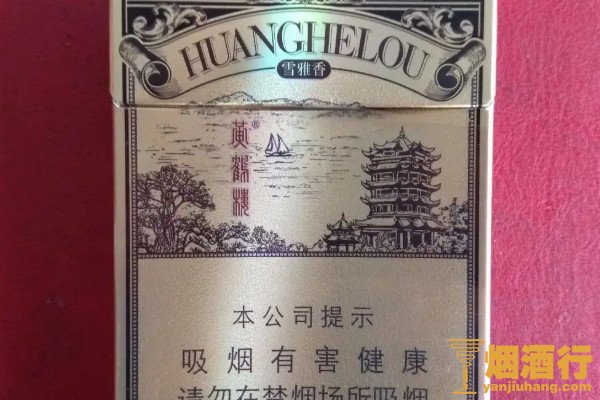 HUANGHELOU
雪雅香
黄鹤楼®
本公司提示
吸烟有害健康
请勿在禁烟场所吸烟
烟酒行
yanjiuhang.com